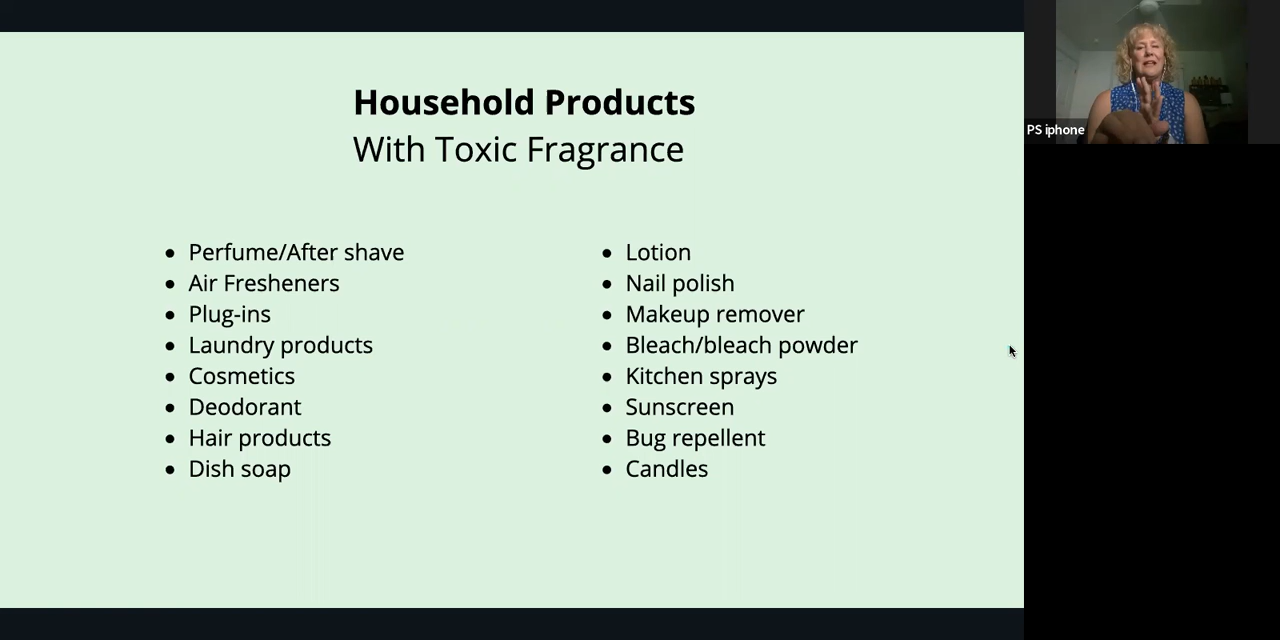 Household Products
With Toxic Fragrance
Perfume/After shave
Air Fresheners
Plug-ins
Laundry products
Cosmetics
Deodorant
Hair products
Dish soap
Lotion
Nail polish
Makeup remover
Bleach/bleach powder
Kitchen sprays
Sunscreen
Bug repellent
Candles
PS iphone